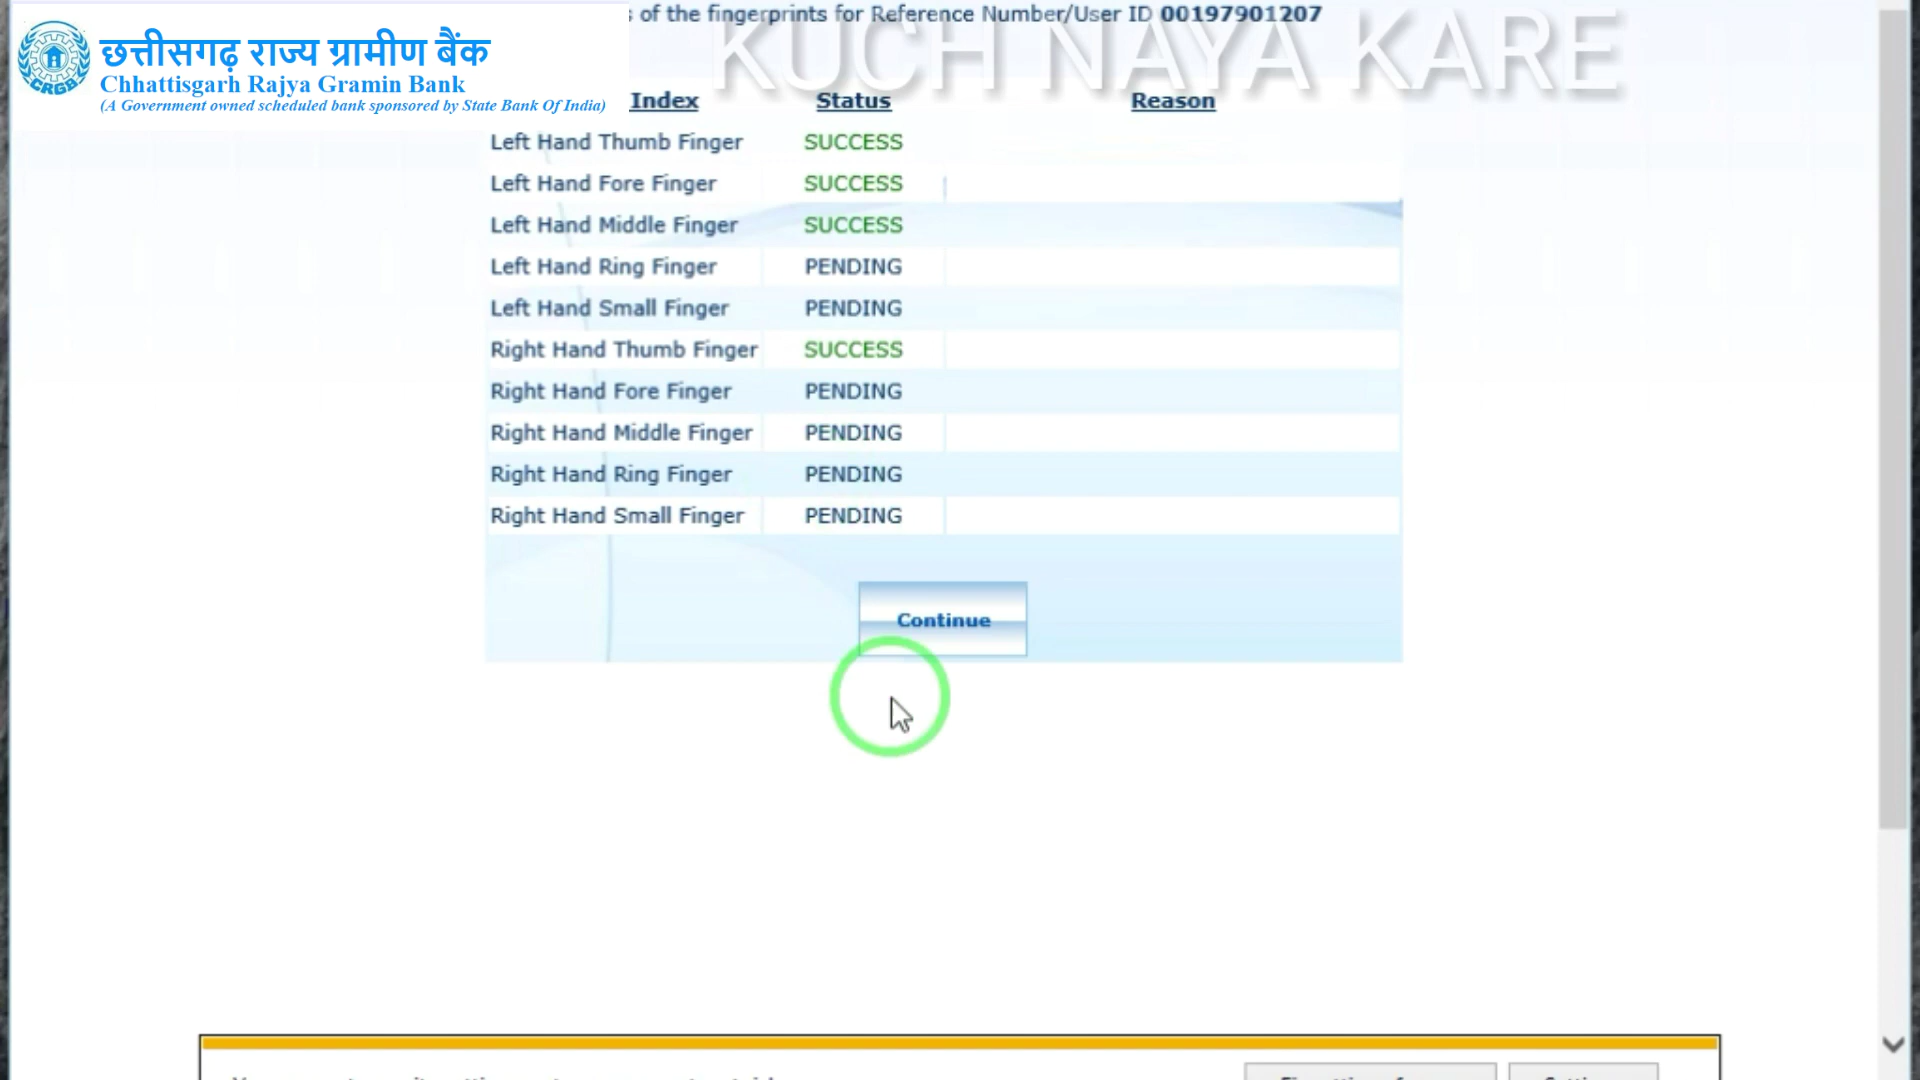 of the fingerprints for Reference Number/User ID 00197901207
KUCH NAYA KARE
छत्तीसगढ़ राज्य ग्रामीण बैंक
Chhattisgarh Rajya Gramin Bank
(A Government owned scheduled bank sponsored by State Bank Of India)
CRGB
Index Status Reason
Left Hand Thumb Finger SUCCESS
Left Hand Fore Finger SUCCESS
Left Hand Middle Finger SUCCESS
Left Hand Ring Finger PENDING
Left Hand Small Finger PENDING
Right Hand Thumb Finger SUCCESS
Right Hand Fore Finger PENDING
Right Hand Middle Finger PENDING
Right Hand Ring Finger PENDING
Right Hand Small Finger PENDING
Continue